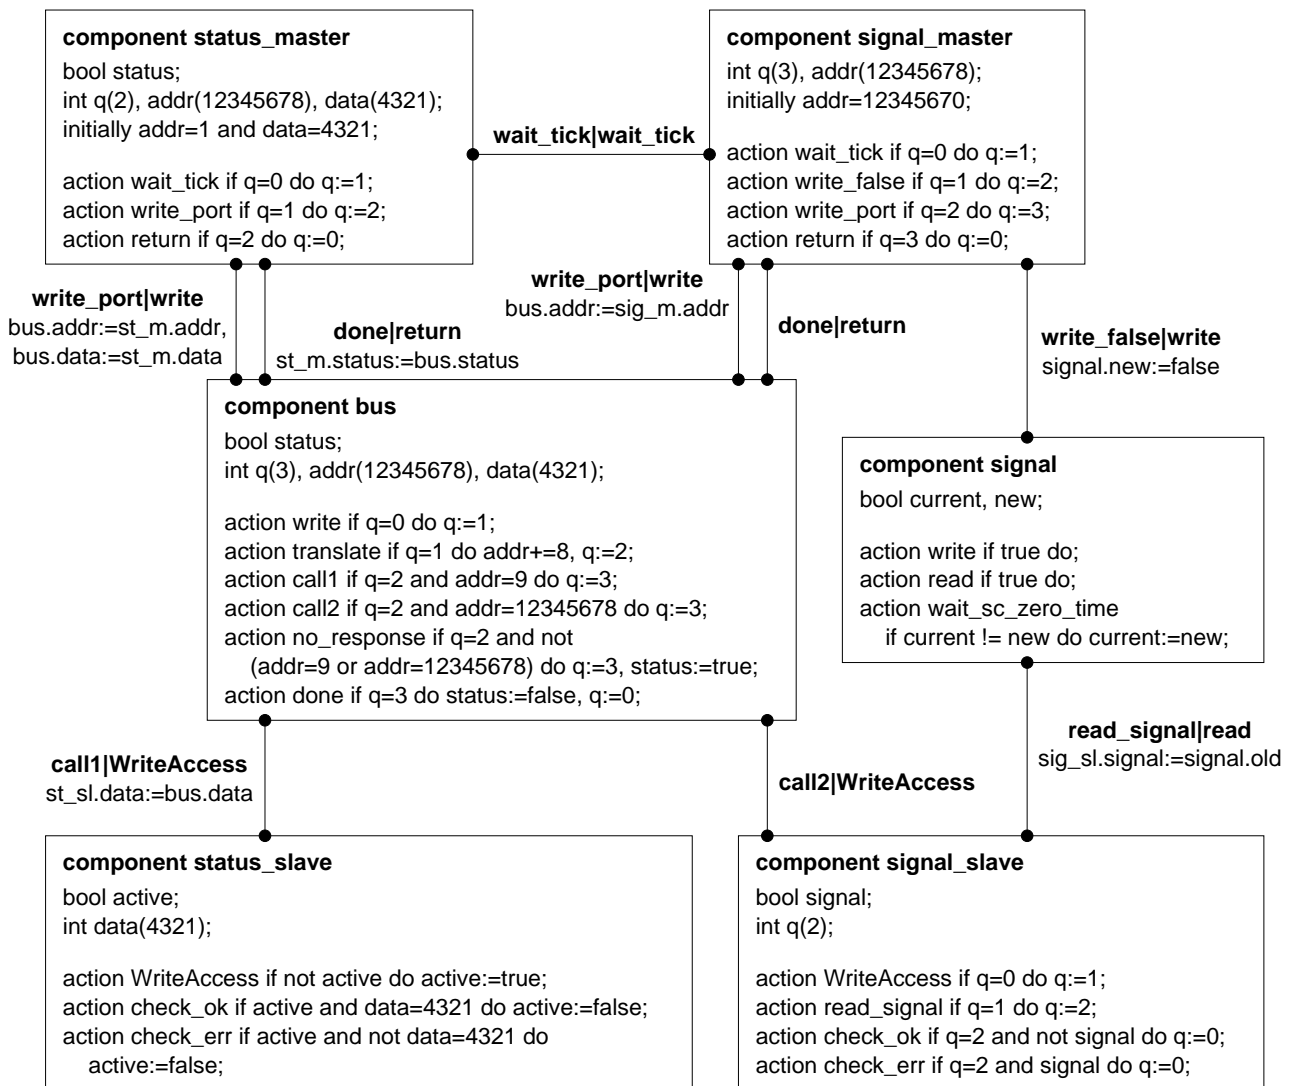 component status_master
bool status;
int q(2), addr(12345678), data(4321);
initially addr=1 and data=4321;
action wait_tick if q=0 do q:=1;
action write_port if q=1 do q:=2;
action return if q=2 do q:=0;
wait_tick|wait_tick
component signal_master
int q(3), addr(12345678);
initially addr=12345670;
action wait_tick if q=0 do q:=1;
action write_false if q=1 do q:=2;
action write_port if q=2 do q:=3;
action return if q=3 do q:=0;
write_port|write
bus.addr:=st_m.addr,
bus.data:=st_m.data
done|return
st_m.status:=bus.status
write_port|write
bus.addr:=sig_m.addr
done|return
write_false|write
signal.new:=false
component bus
bool status;
int q(3), addr(12345678), data(4321);
action write if q=0 do q:=1;
action translate if q=1 do addr+=8, q:=2;
action call1 if q=2 and addr=9 do q:=3;
action call2 if q=2 and addr=12345678 do q:=3;
action no_response if q=2 and not
(addr=9 or addr=12345678) do q:=3, status:=true;
action done if q=3 do status:=false, q:=0;
component signal
bool current, new;
action write if true do;
action read if true do;
action wait_sc_zero_time
if current != new do current:=new;
call1|WriteAccess
st_sl.data:=bus.data
call2|WriteAccess
read_signal|read
sig_sl.signal:=signal.old
component status_slave
bool active;
int data(4321);
action WriteAccess if not active do active:=true;
action check_ok if active and data=4321 do active:=false;
action check_err if active and not data=4321 do
active:=false;
component signal_slave
bool signal;
int q(2);
action WriteAccess if q=0 do q:=1;
action read_signal if q=1 do q:=2;
action check_ok if q=2 and not signal do q:=0;
action check_err if q=2 and signal do q:=0;